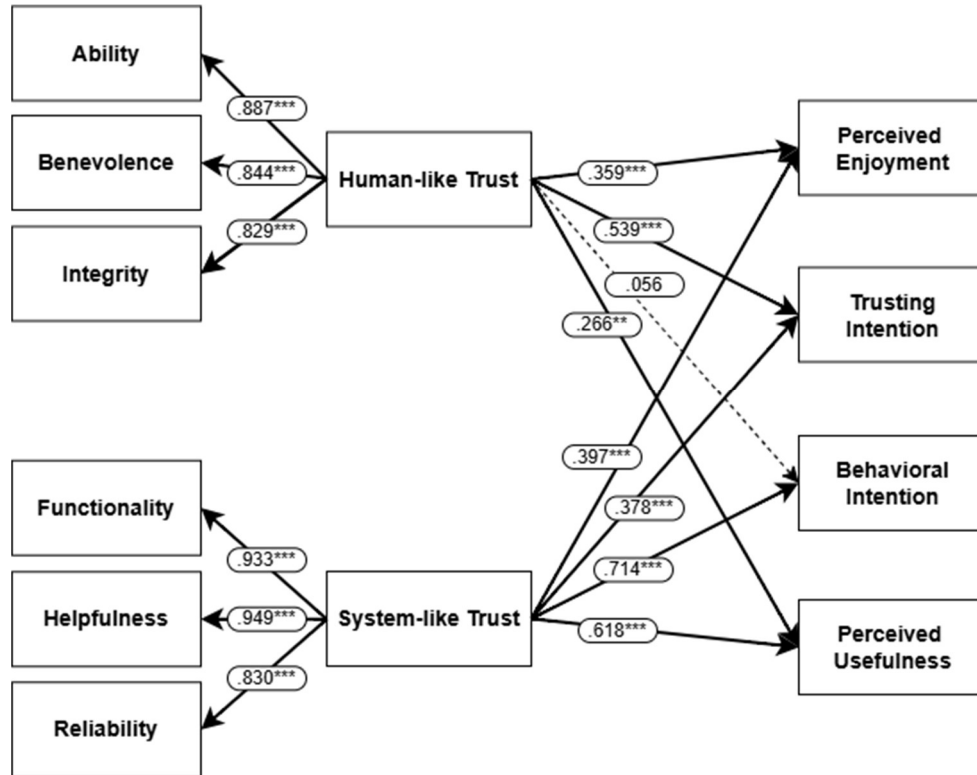 Ability
.887***
Benevolence
.844***
Human-like Trust
.829***
Integrity
Perceived
Enjoyment
.359***
.539***
.056
.266**
Trusting
Intention
Functionality
.933***
Helpfulness
.949***
System-like Trust
.830***
Reliability
.397***
.378***
.714***
.618***
Behavioral
Intention
Perceived
Usefulness